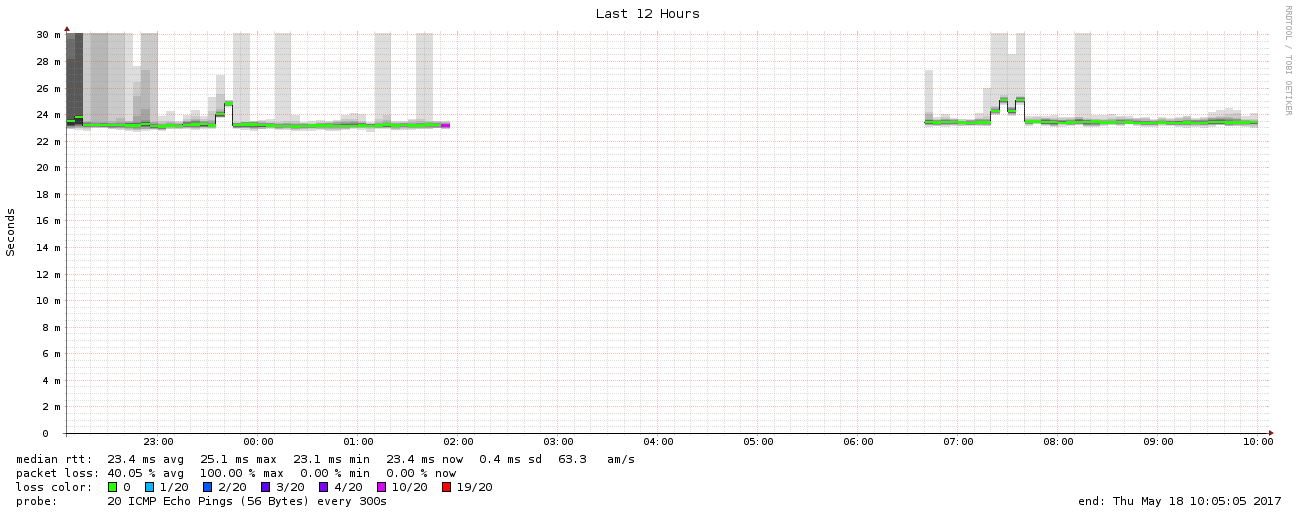 Last 12 Hours
RRDTOOL / TOBI OETIKER
Seconds
30 m
28 m
26 m
24 m
22 m
20 m
18 m
16 m
14 m
12 m
10 m
8 m
6 m
4 m
2 m
0
23:00 00:00 01:00 02:00 03:00 04:00 05:00 06:00 07:00 08:00 09:00 10:00
median rtt: 23.4 ms avg 25.1 ms max 23.1 ms min 23.4 ms now 0.4 ms sd 63.3 am/s
packet loss: 40.05 % avg 100.00 % max 0.00 % min 0.00 % now
loss color: 0 1/20 2/20 3/20 4/20 10/20 19/20
probe: 20 ICMP Echo Pings (56 Bytes) every 300s end: Thu May 18 10:05:05 2017